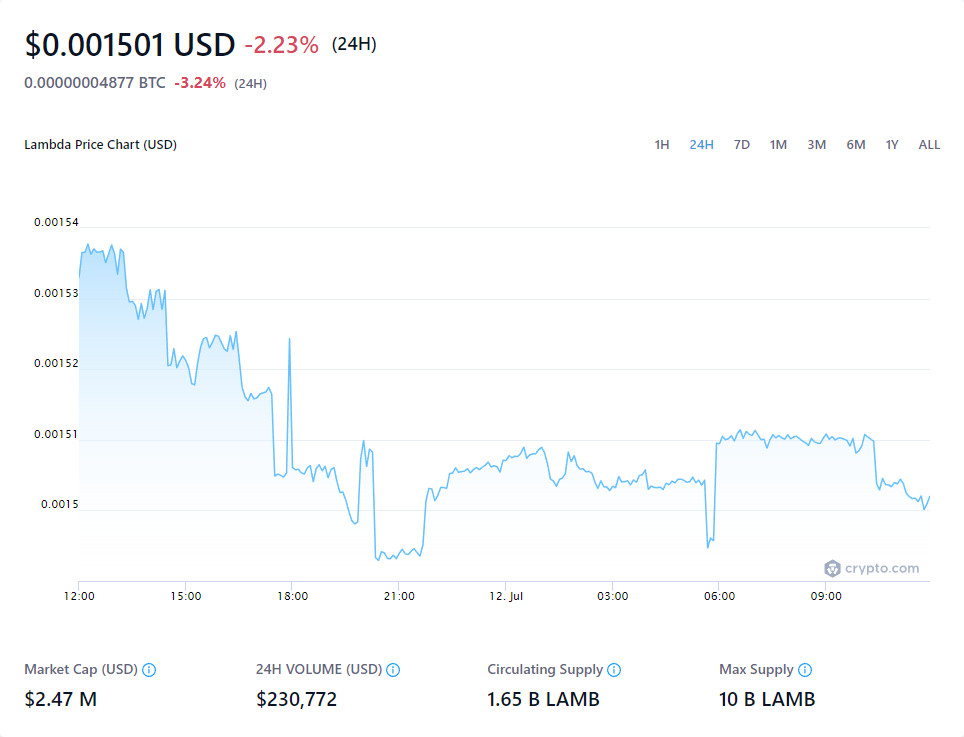 $0.001501 USD -2.23% (24H)
0.00000004877 BTC -3.24% (24H)
Lambda Price Chart (USD) 1H 24H 7D 1M 3M 6M 1Y ALL
0.00154
0.00153
0.00152
0.00151
0.0015
crypto.com
12:00 15:00 18:00 21:00 12. Jul 03:00 06:00 09:00
Market Cap (USD) 24H VOLUME (USD) Circulating Supply Max Supply
$2.47 M $230,772 1.65 B LAMB 10 B LAMB